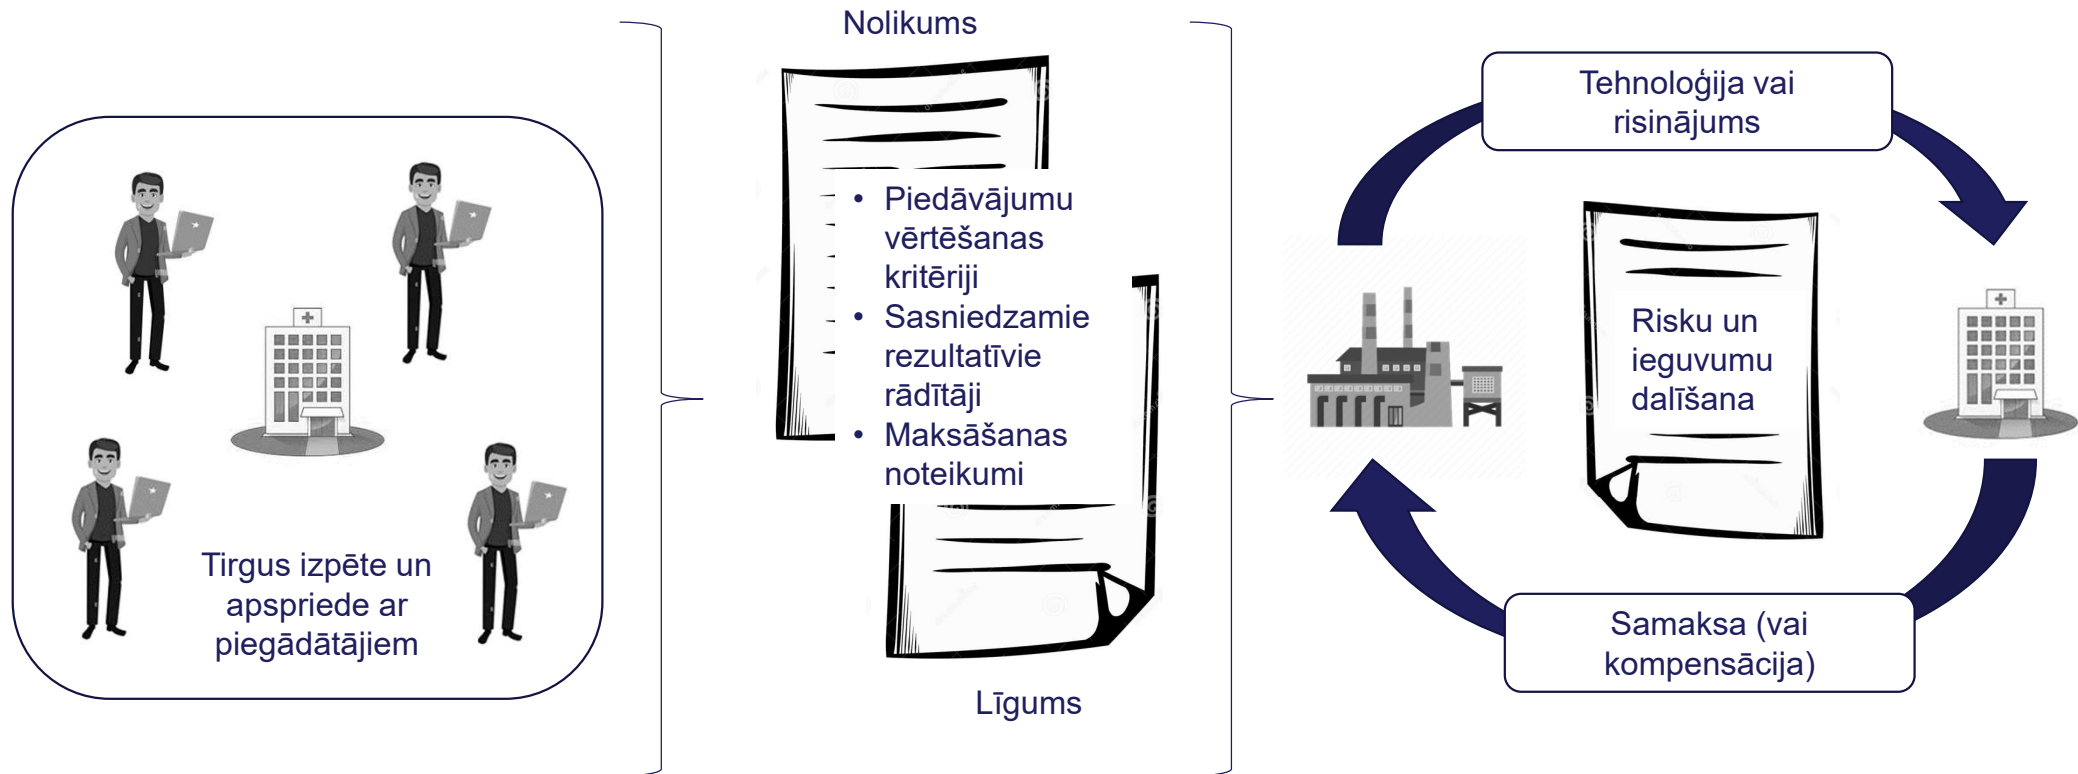 Tirgus izpēte un
apspriede ar
piegādātājiem
Nolikums
• Piedāvājumu
vērtēšanas
kritēriji
• Sasniedzamie
rezultatīvie
rādītāji
• Maksāšanas
noteikumi
Līgums
Tehnoloģija vai
risinājums
Risku un
ieguvumu
dalīšana
Samaksa (vai
kompensācija)